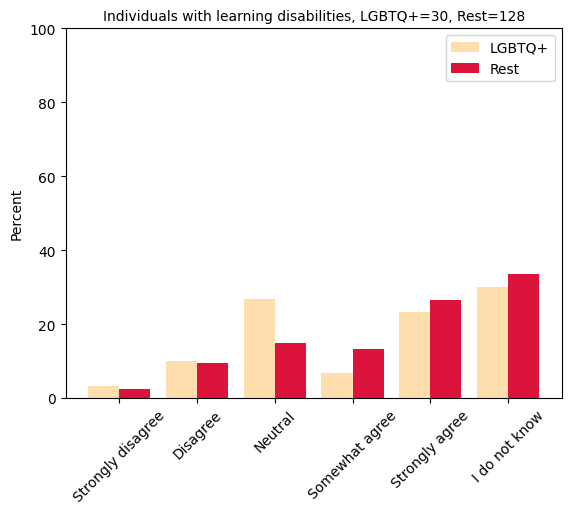 Individuals with learning disabilities, LGBTQ+=30, Rest=128
LGBTQ+
Rest
Percent
100
80
60
40
20
0
Strongly disagree
Disagree
Neutral
Somewhat agree
Strongly agree
I do not know